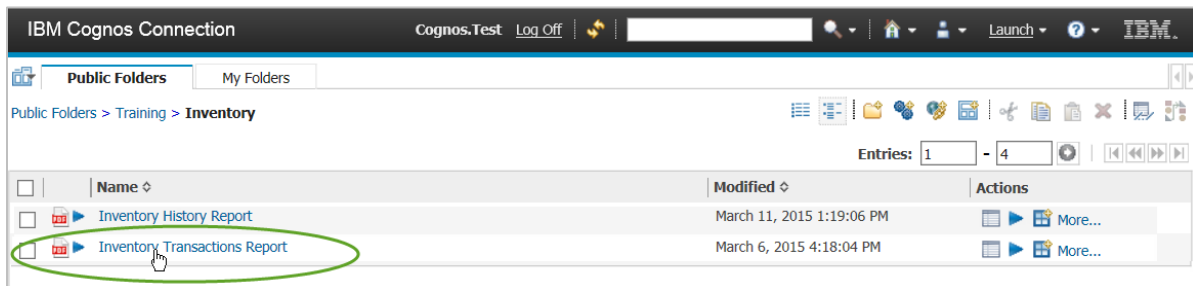 IBM Cognos Connection Cognos.Test Log Off Launch IBM.
Public Folders My Folders
Public Folders > Training > Inventory
Entries: 1 - 4
Name Modified Actions
Inventory History Report March 11, 2015 1:19:06 PM More...
Inventory Transactions Report March 6, 2015 4:18:04 PM More...